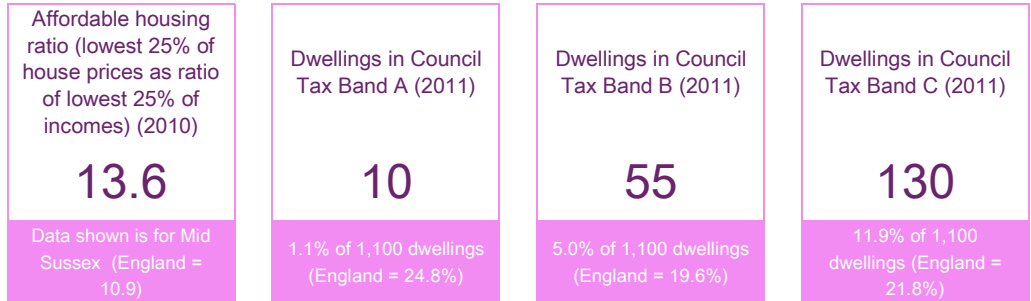 Affordable housing
ratio (lowest 25% of
house prices as ratio
of lowest 25% of
incomes) (2010)
13.6
Data shown is for Mid
Sussex (England =
10.9)
Dwellings in Council
Tax Band A (2011)
10
1.1% of 1,100 dwellings
(England = 24.8%)
Dwellings in Council
Tax Band B (2011)
55
5.0% of 1,100 dwellings
(England = 19.6%)
Dwellings in Council
Tax Band C (2011)
130
11.9% of 1,100
dwellings (England =
21.8%)